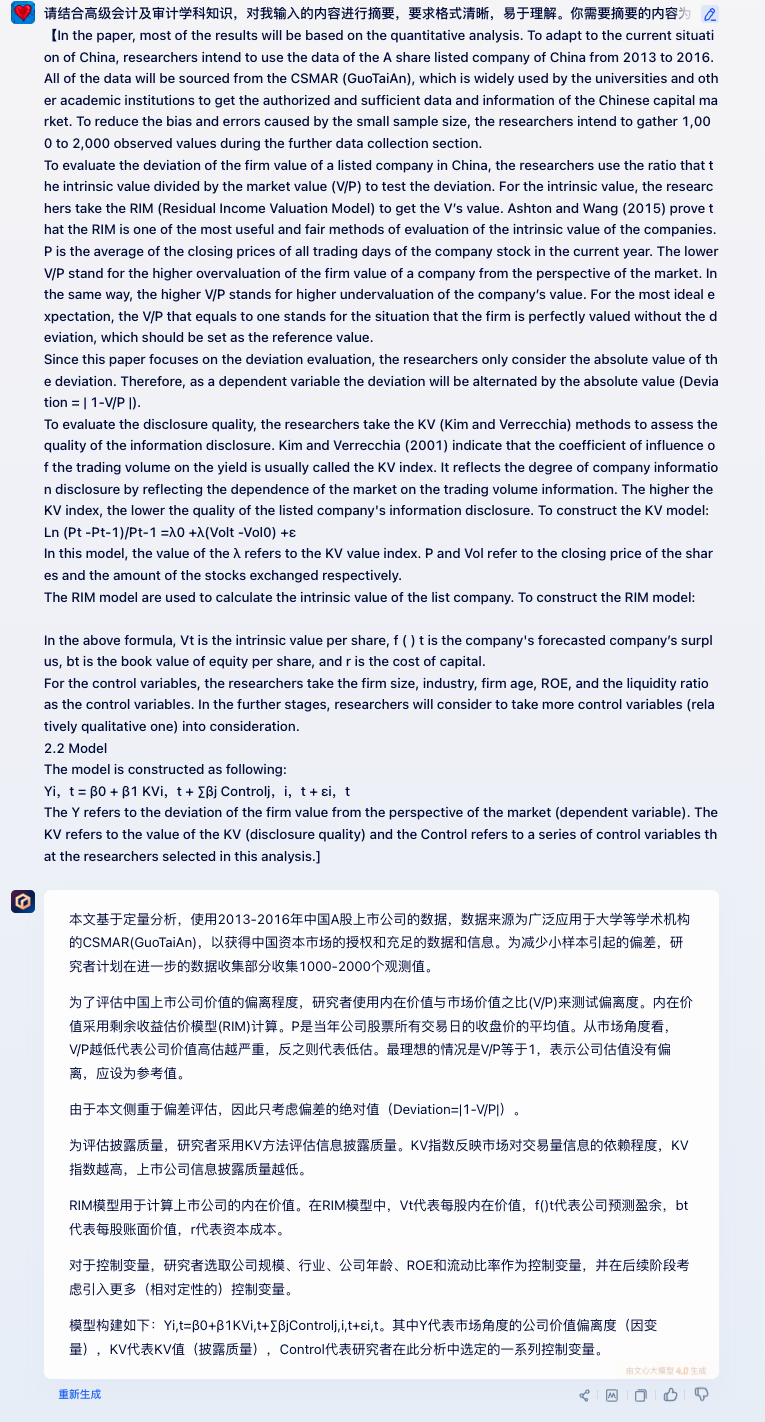 请结合高级会计及审计学科知识，对我输入的内容进行摘要，要求格式清晰，易于理解。你需要摘要的内容为
【In the paper, most of the results will be based on the quantitative analysis. To adapt to the current situati
on of China, researchers intend to use the data of the A share listed company of China from 2013 to 2016.
All of the data will be sourced from the CSMAR (GuoTaiAn), which is widely used by the universities and oth
er academic institutions to get the authorized and sufficient data and information of the Chinese capital ma
rket. To reduce the bias and errors caused by the small sample size, the researchers intend to gather 1,00
0 to 2,000 observed values during the further data collection section.
To evaluate the deviation of the firm value of a listed company in China, the researchers use the ratio that t
he intrinsic value divided by the market value (V/P) to test the deviation. For the intrinsic value, the researc
hers take the RIM (Residual Income Valuation Model) to get the V’s value. Ashton and Wang (2015) prove t
hat the RIM is one of the most useful and fair methods of evaluation of the intrinsic value of the companies.
P is the average of the closing prices of all trading days of the company stock in the current year. The lower
V/P stand for the higher overvaluation of the firm value of a company from the perspective of the market. In
the same way, the higher V/P stands for higher undervaluation of the company’s value. For the most ideal e
xpectation, the V/P that equals to one stands for the situation that the firm is perfectly valued without the d
eviation, which should be set as the reference value.
Since this paper focuses on the deviation evaluation, the researchers only consider the absolute value of th
e deviation. Therefore, as a dependent variable the deviation will be alternated by the absolute value (Devia
tion = | 1-V/P |).
To evaluate the disclosure quality, the researchers take the KV (Kim and Verrecchia) methods to assess the
quality of the information disclosure. Kim and Verrecchia (2001) indicate that the coefficient of influence o
f the trading volume on the yield is usually called the KV index. It reflects the degree of company informatio
n disclosure by reflecting the dependence of the market on the trading volume information. The higher the
KV index, the lower the quality of the listed company's information disclosure. To construct the KV model:
Ln (Pt -Pt-1)/Pt-1 =λ0 +λ(Volt -Vol0) +ε
In this model, the value of the λ refers to the KV value index. P and Vol refer to the closing price of the shar
es and the amount of the stocks exchanged respectively.
The RIM model are used to calculate the intrinsic value of the list company. To construct the RIM model:
In the above formula, Vt is the intrinsic value per share, f ( ) t is the company's forecasted company’s surpl
us, bt is the book value of equity per share, and r is the cost of capital.
For the control variables, the researchers take the firm size, industry, firm age, ROE, and the liquidity ratio
as the control variables. In the further stages, researchers will consider to take more control variables (rela
tively qualitative one) into consideration.
2.2 Model
The model is constructed as following:
Yi，t = β0 + β1 KVi，t + ∑βj Controlj，i，t + εi，t
The Y refers to the deviation of the firm value from the perspective of the market (dependent variable). The
KV refers to the value of the KV (disclosure quality) and the Control refers to a series of control variables th
at the researchers selected in this analysis.]
本文基于定量分析，使用2013-2016年中国A股上市公司的数据，数据来源为广泛应用于大学等学术机构
的CSMAR(GuoTaiAn)，以获得中国资本市场的授权和充足的数据和信息。为减少小样本引起的偏差，研
究者计划在进一步的数据收集部分收集1000-2000个观测值。
为了评估中国上市公司价值的偏离程度，研究者使用内在价值与市场价值之比(V/P)来测试偏离度。内在价
值采用剩余收益估价模型(RIM)计算。P是当年公司股票所有交易日的收盘价的平均值。从市场角度看，
V/P越低代表公司价值高估越严重，反之则代表低估。最理想的情况是V/P等于1，表示公司估值没有偏
离，应设为参考值。
由于本文侧重于偏差评估，因此只考虑偏差的绝对值（Deviation=|1-V/P|）。
为评估披露质量，研究者采用KV方法评估信息披露质量。KV指数反映市场对交易量信息的依赖程度，KV
指数越高，上市公司信息披露质量越低。
RIM模型用于计算上市公司的内在价值。在RIM模型中，Vt代表每股内在价值，f()t代表公司预测盈余，bt
代表每股账面价值，r代表资本成本。
对于控制变量，研究者选取公司规模、行业、公司年龄、ROE和流动比率作为控制变量，并在后续阶段考
虑引入更多（相对定性的）控制变量。
模型构建如下：Yi,t=β0+β1KVi,t+∑βjControlj,i,t+εi,t。其中Y代表市场角度的公司价值偏离度（因变
量），KV代表KV值（披露质量），Control代表研究者在此分析中选定的一系列控制变量。
由文心大模型 4.0 生成
重新生成